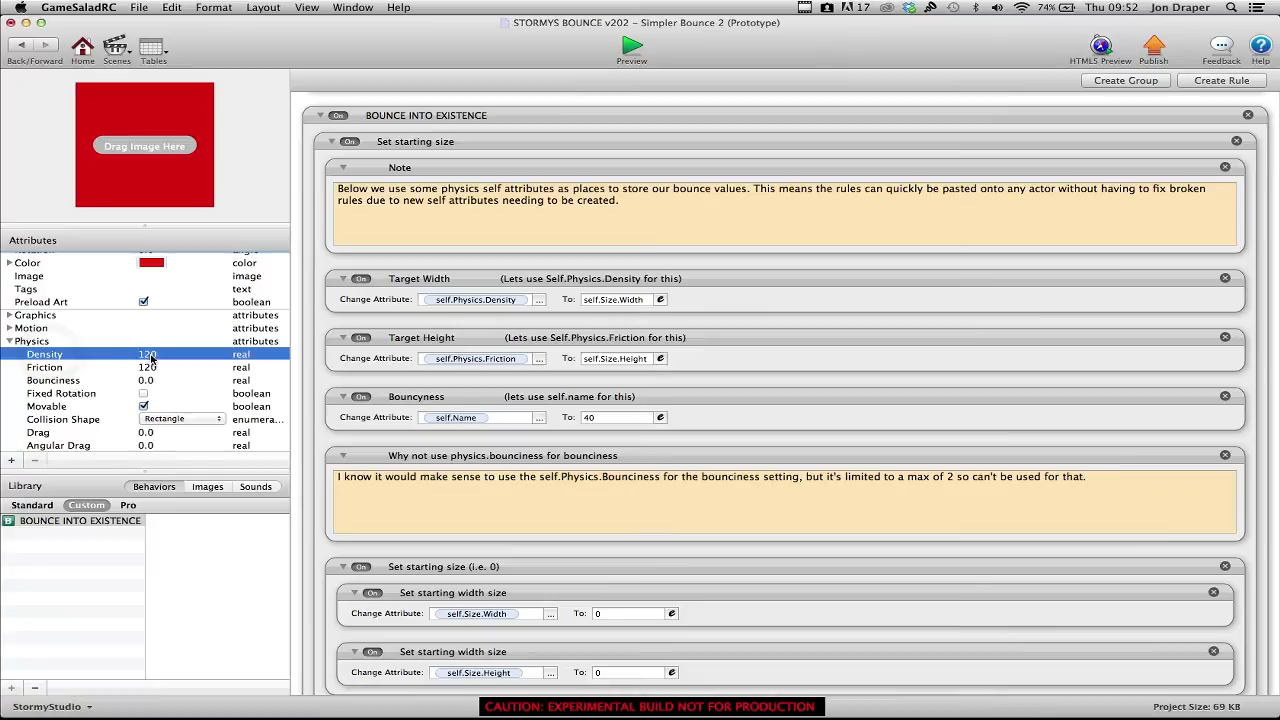 GameSaladRC File Edit Format Layout View Window Help 17 74% Thu 09:52 Jon Draper
STORMYS BOUNCE v202 – Simpler Bounce 2 (Prototype)
Back/Forward Home Scenes Tables Preview HTML5 Preview Publish Feedback Help
Create Group Create Rule
Drag Image Here
Attributes
Color color
Image image
Tags text
Preload Art boolean
Graphics attributes
Motion attributes
Physics attributes
Density 120 real
Friction 120 real
Bounciness 0.0 real
Fixed Rotation boolean
Movable boolean
Collision Shape Rectangle enumera...
Drag 0.0 real
Angular Drag 0.0 real
Library Behaviors Images Sounds
Standard Custom Pro
B BOUNCE INTO EXISTENCE
StormyStudio
On BOUNCE INTO EXISTENCE
On Set starting size
Note
Below we use some physics self attributes as places to store our bounce values. This means the rules can quickly be pasted onto any actor without having to fix broken
rules due to new self attributes needing to be created.
On Target Width (Lets use Self.Physics.Density for this)
Change Attribute: self.Physics.Density ... To: self.Size.Width e
On Target Height (Lets use Self.Physics.Friction for this)
Change Attribute: self.Physics.Friction ... To: self.Size.Height e
On Bouncyness (lets use self.name for this)
Change Attribute: self.Name ... To: 40 e
Why not use physics.bounciness for bounciness
I know it would make sense to use the self.Physics.Bounciness for the bounciness setting, but it's limited to a max of 2 so can't be used for that.
On Set starting size (i.e. 0)
On Set starting width size
Change Attribute: self.Size.Width ... To: 0 e
On Set starting width size
Change Attribute: self.Size.Height ... To: 0 e
CAUTION: EXPERIMENTAL BUILD NOT FOR PRODUCTION
Project Size: 69 KB